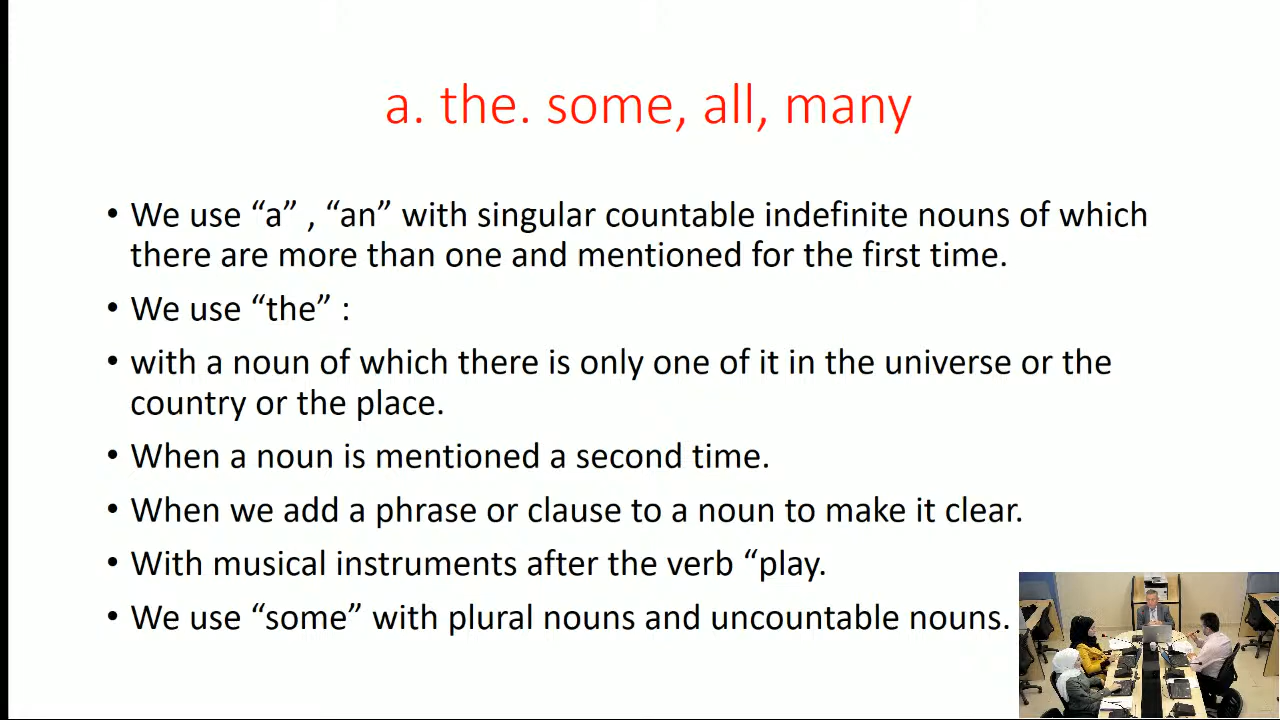 a. the. some, all, many
• We use “a” , “an” with singular countable indefinite nouns of which
there are more than one and mentioned for the first time.
• We use “the” :
• with a noun of which there is only one of it in the universe or the
country or the place.
• When a noun is mentioned a second time.
• When we add a phrase or clause to a noun to make it clear.
• With musical instruments after the verb “play.
• We use “some” with plural nouns and uncountable nouns.